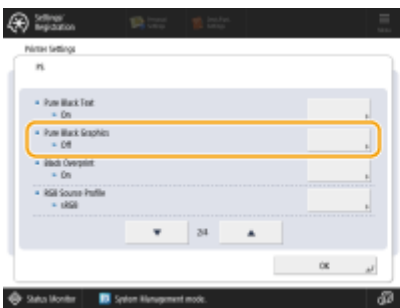 Settings/
Registration
Printer Settings
PS
Pure Black Text
On
Pure Black Graphics
Off
Black Overprint
On
RGB Source Profile
sRGB
2/4
OK
Status Monitor
System Management mode.